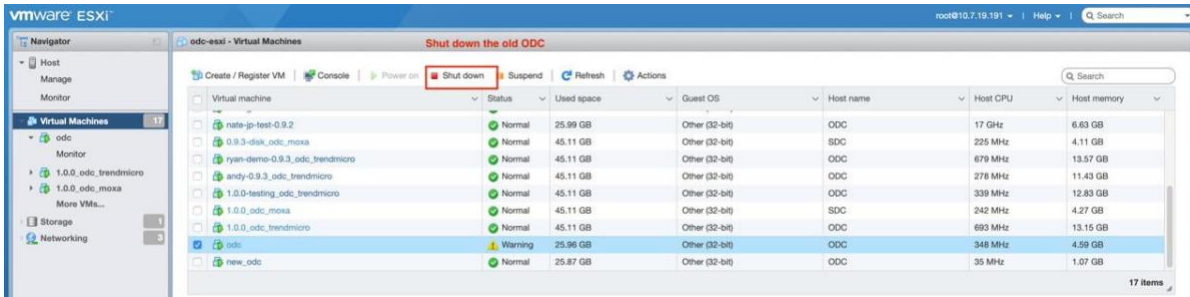 vmware ESXi™
root@10.7.19.191 | Help | Search
Navigator
odc-esxi - Virtual Machines
Shut down the old ODC
Host
Manage
Monitor
Virtual Machines 17
odc
Monitor
1.0.0_odc_trendmicro
1.0.0_odc_moxa
More VMs...
Storage 1
Networking 3
Create / Register VM | Console | Power on Shut down Suspend | Refresh | Actions
Search
Virtual machine Status Used space Guest OS Host name Host CPU Host memory
nate-jp-test-0.9.2 Normal 25.99 GB Other (32-bit) ODC 17 GHz 6.63 GB
0.9.3-disk_odc_moxa Normal 45.11 GB Other (32-bit) SDC 225 MHz 4.11 GB
ryan-demo-0.9.3_odc_trendmicro Normal 45.11 GB Other (32-bit) ODC 679 MHz 13.57 GB
andy-0.9.3_odc_trendmicro Normal 45.11 GB Other (32-bit) ODC 278 MHz 11.43 GB
1.0.0-testing_odc_trendmicro Normal 45.11 GB Other (32-bit) ODC 339 MHz 12.83 GB
1.0.0_odc_moxa Normal 45.11 GB Other (32-bit) SDC 242 MHz 4.27 GB
1.0.0_odc_trendmicro Normal 45.11 GB Other (32-bit) ODC 693 MHz 13.15 GB
odc Warning 25.96 GB Other (32-bit) ODC 348 MHz 4.59 GB
new_odc Normal 25.87 GB Other (32-bit) ODC 35 MHz 1.07 GB
17 items